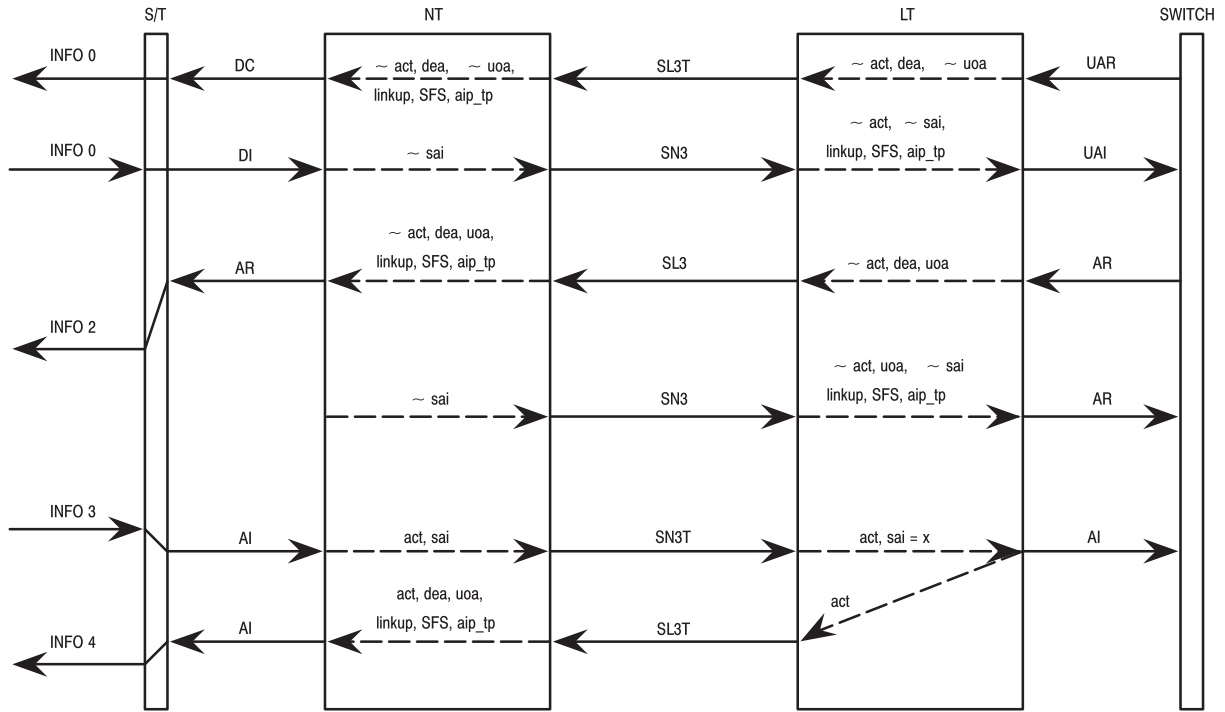 S/T NT LT SWITCH
INFO 0 DC ~ act, dea, ~ uoa, SL3T ~ act, dea, ~ uoa UAR
linkup, SFS, aip_tp
~ act, ~ sai,
INFO 0 DI ~ sai SN3 linkup, SFS, aip_tp UAI
~ act, dea, uoa,
linkup, SFS, aip_tp
AR SL3 ~ act, dea, uoa AR
INFO 2
~ act, uoa, ~ sai
~ sai SN3 linkup, SFS, aip_tp AR
INFO 3
AI act, sai SN3T act, sai = x AI
act, dea, uoa, act
linkup, SFS, aip_tp
INFO 4 AI SL3T